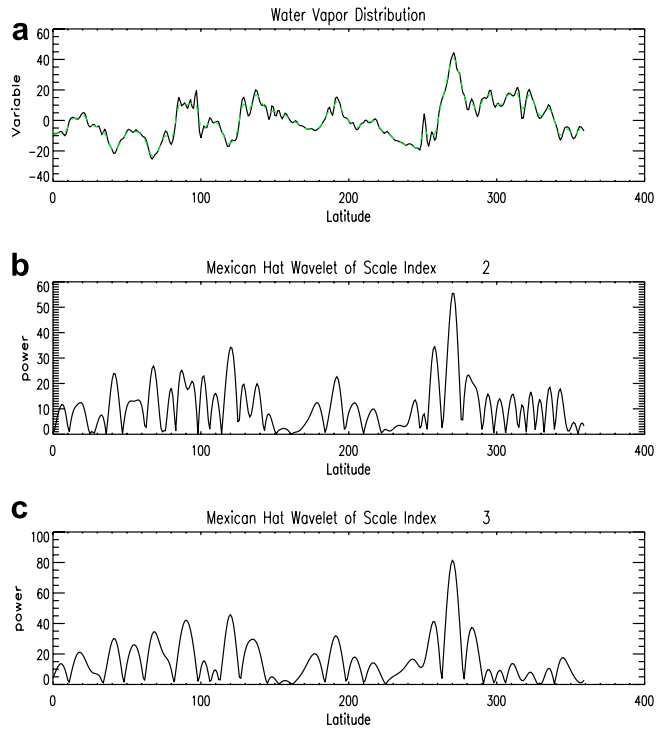 a
Water Vapor Distribution
60
40
20
0
-20
-40
Variable
0 100 200 300 400
Latitude
b
Mexican Hat Wavelet of Scale Index 2
60
50
40
30
20
10
0
power
0 100 200 300 400
Latitude
c
Mexican Hat Wavelet of Scale Index 3
100
80
60
40
20
0
power
0 100 200 300 400
Latitude